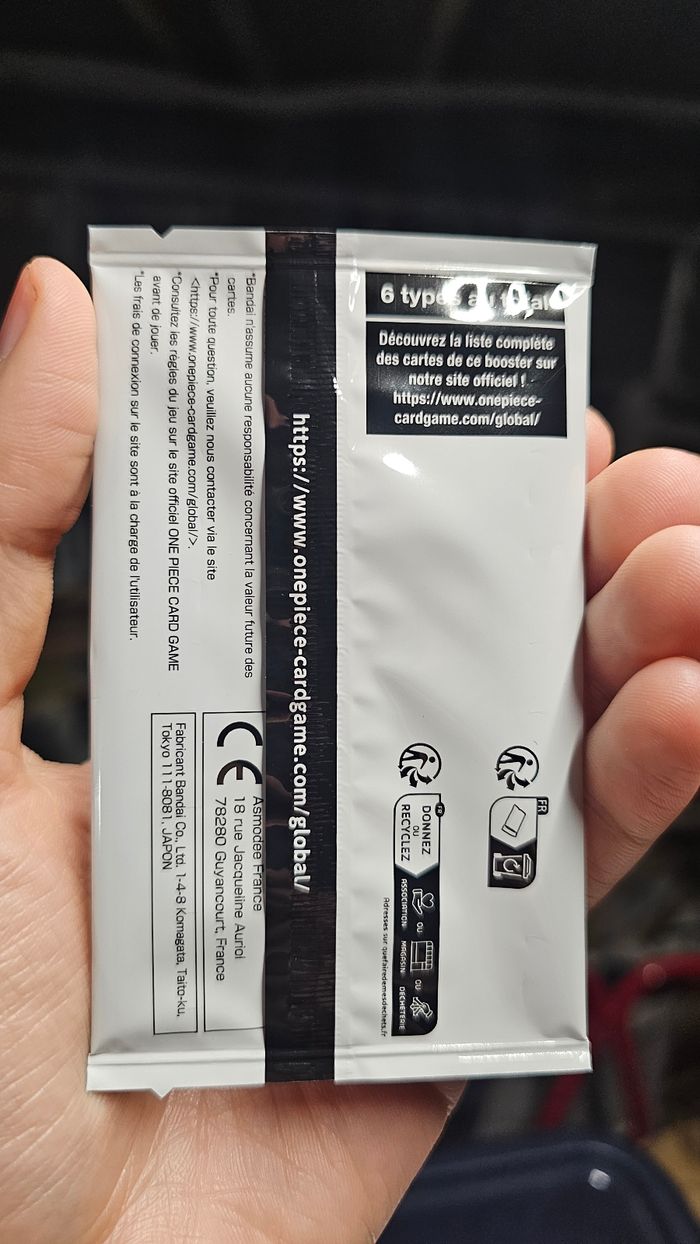 6 types au total
Découvrez la liste complète
des cartes de ce booster sur
notre site officiel !
https://www.onepiece-
cardgame.com/global/
https://www.onepiece-cardgame.com/global/
*Bandai n'assume aucune responsabilité concernant la valeur future des
cartes.
*Pour toute question, veuillez nous contacter via le site
<https://www.onepiece-cardgame.com/global/>.
*Consultez les règles du jeu sur le site officiel ONE PIECE CARD GAME
avant de jouer.
*Les frais de connexion sur le site sont à la charge de l'utilisateur.
CE
Asmodee France
18 rue Jacqueline Auriol
78280 Guyancourt, France
Fabricant Bandai Co., Ltd. 1-4-8 Komagata, Taito-ku,
Tokyo 111-8081, JAPON
FR
FR
DONNEZ
OU
RECYCLEZ
ASSOCIATION
OU
MAGASIN
OU
DÉCHÈTERIE
Adresses sur quefairedemesdechets.fr